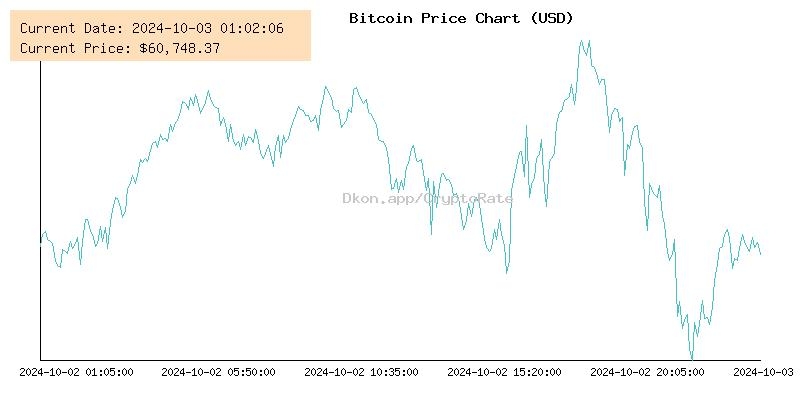 Bitcoin Price Chart (USD)
Current Date: 2024-10-03 01:02:06
Current Price: $60,748.37
Dkon.app/CryptoRate
2024-10-02 01:05:00
2024-10-02 05:50:00
2024-10-02 10:35:00
2024-10-02 15:20:00
2024-10-02 20:05:00
2024-10-03